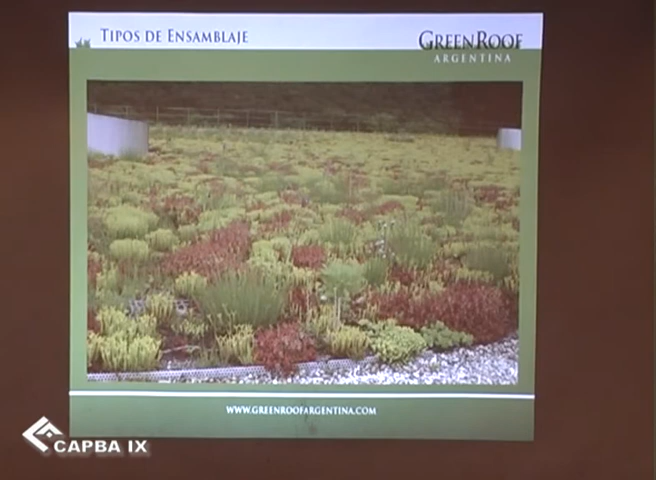 TIPOS DE ENSAMBLAJE
GREENROOF
ARGENTINA
WWW.GREENROOFARGENTINA.COM
CAPBA IX